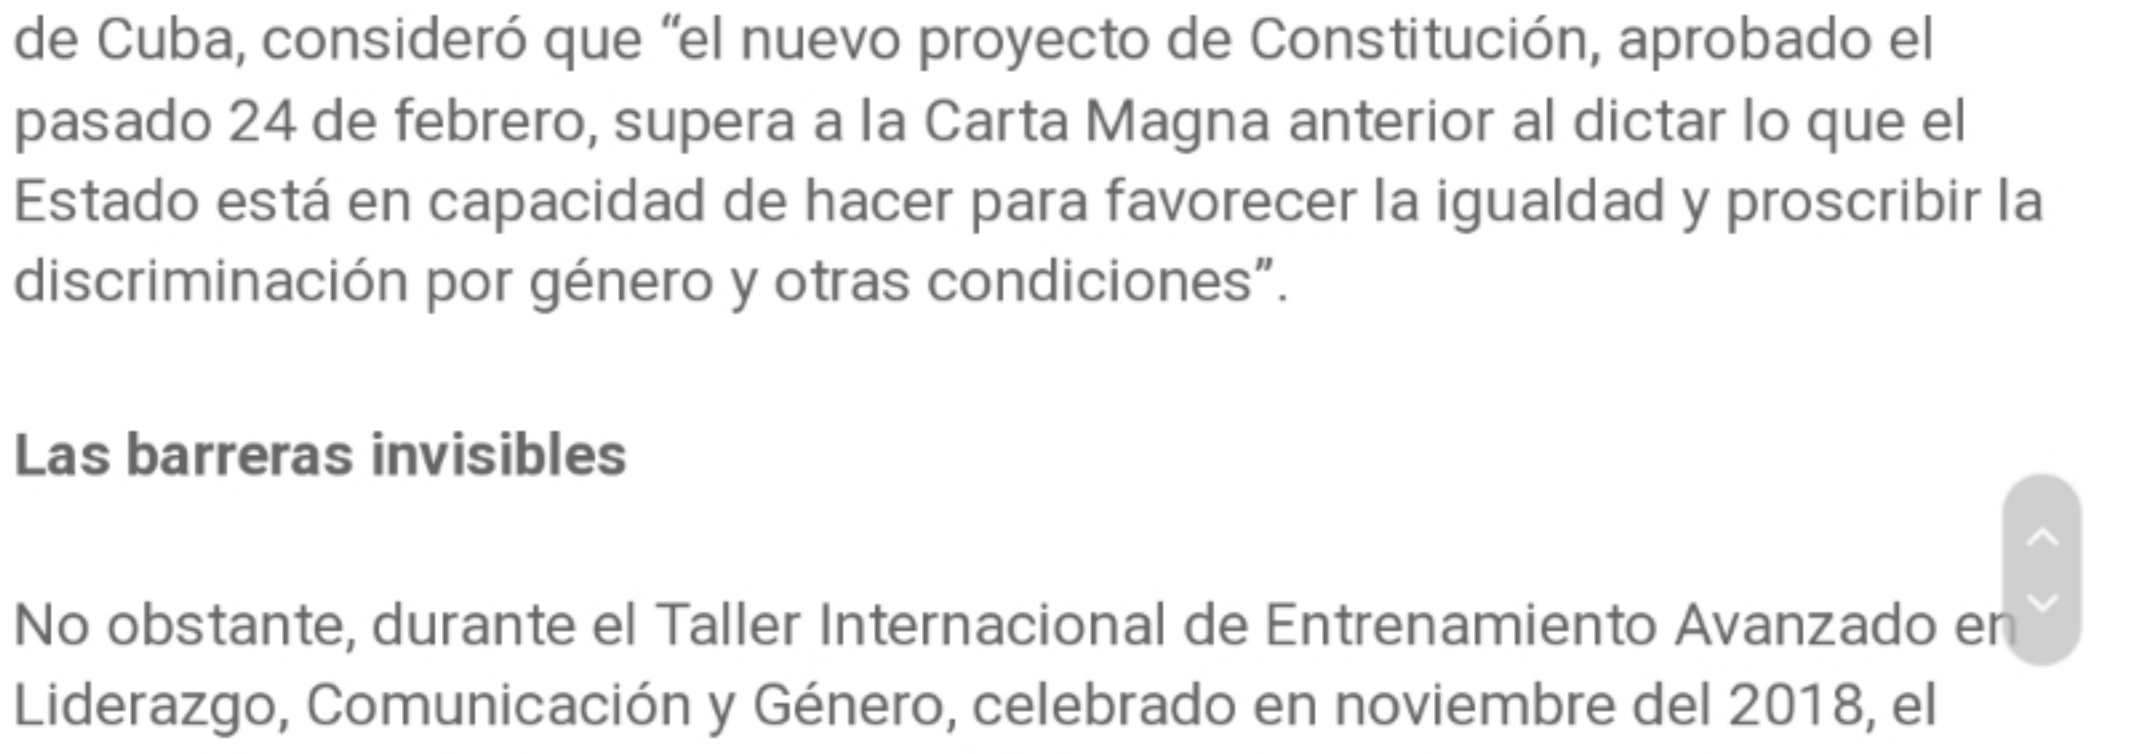 de Cuba, consideró que “el nuevo proyecto de Constitución, aprobado el
pasado 24 de febrero, supera a la Carta Magna anterior al dictar lo que el
Estado está en capacidad de hacer para favorecer la igualdad y proscribir la
discriminación por género y otras condiciones”.
Las barreras invisibles
No obstante, durante el Taller Internacional de Entrenamiento Avanzado en
Liderazgo, Comunicación y Género, celebrado en noviembre del 2018, el